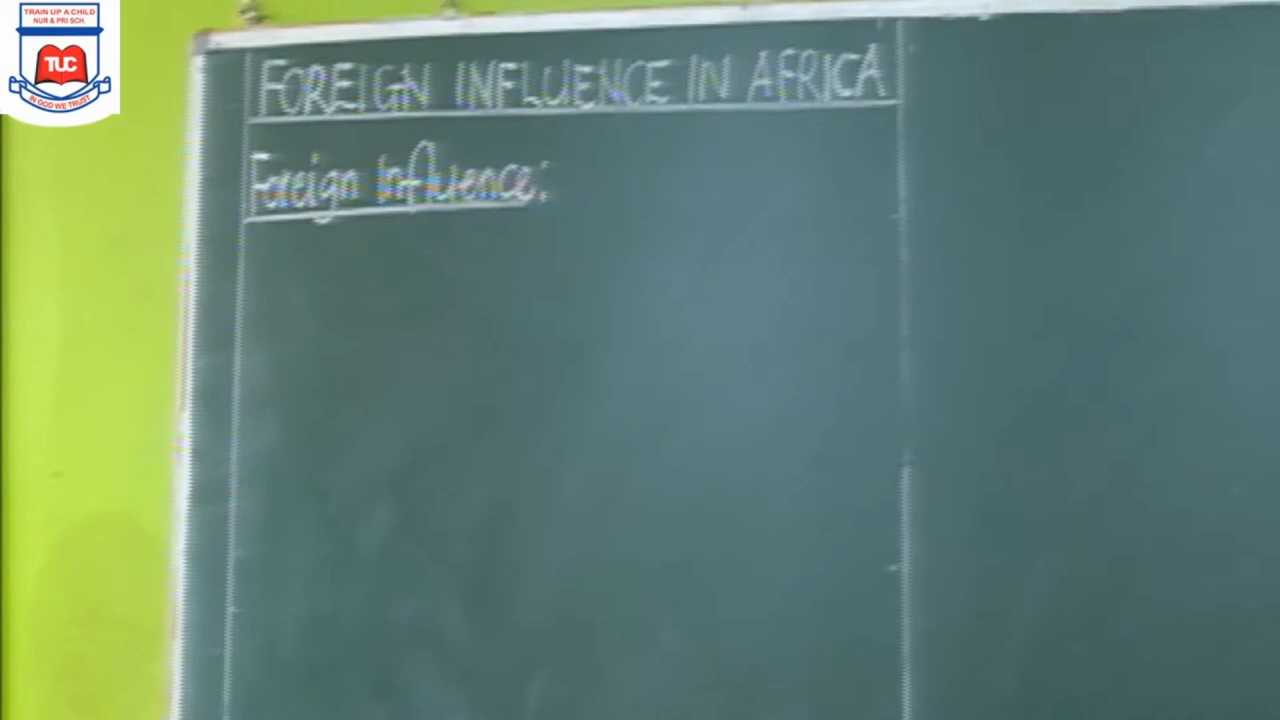 TRAIN UP A CHILD
NUR & PRI SCH.
TUC
IN GOD WE TRUST
FOREIGN INFLUENCE IN AFRICA
Foreign Influence: